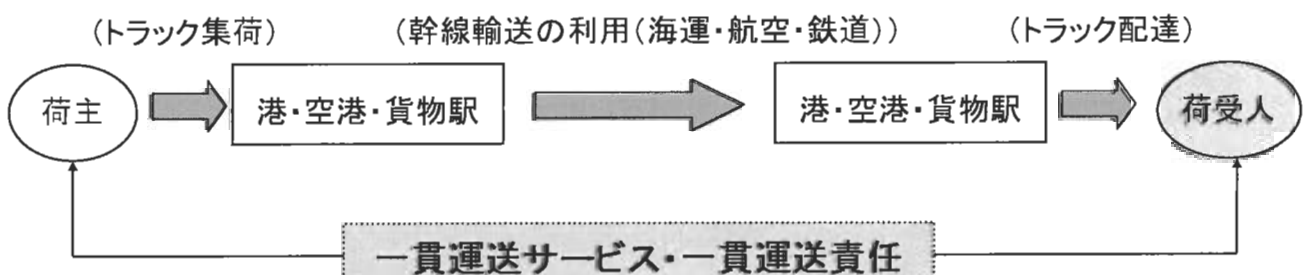 (トラック集荷) (幹線輸送の利用(海運・航空・鉄道)) (トラック配達)
荷主 港・空港・貨物駅 港・空港・貨物駅 荷受人
一貫運送サービス・一貫運送責任